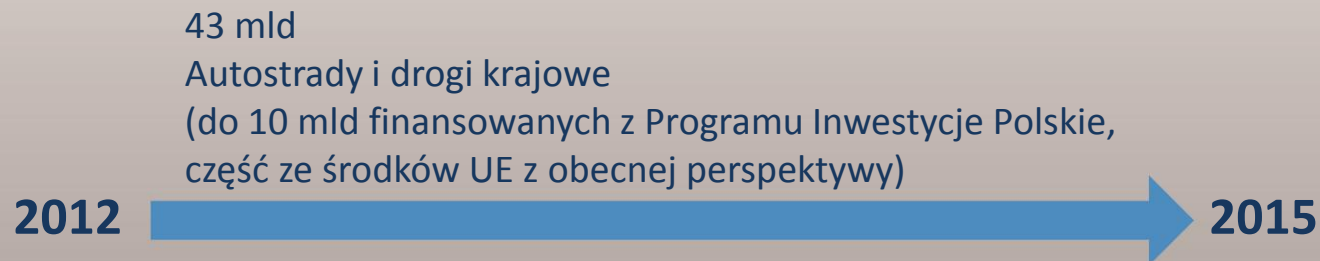 43 mld
Autostrady i drogi krajowe
(do 10 mld finansowanych z Programu Inwestycje Polskie,
część ze środków UE z obecnej perspektywy)
2012 2015